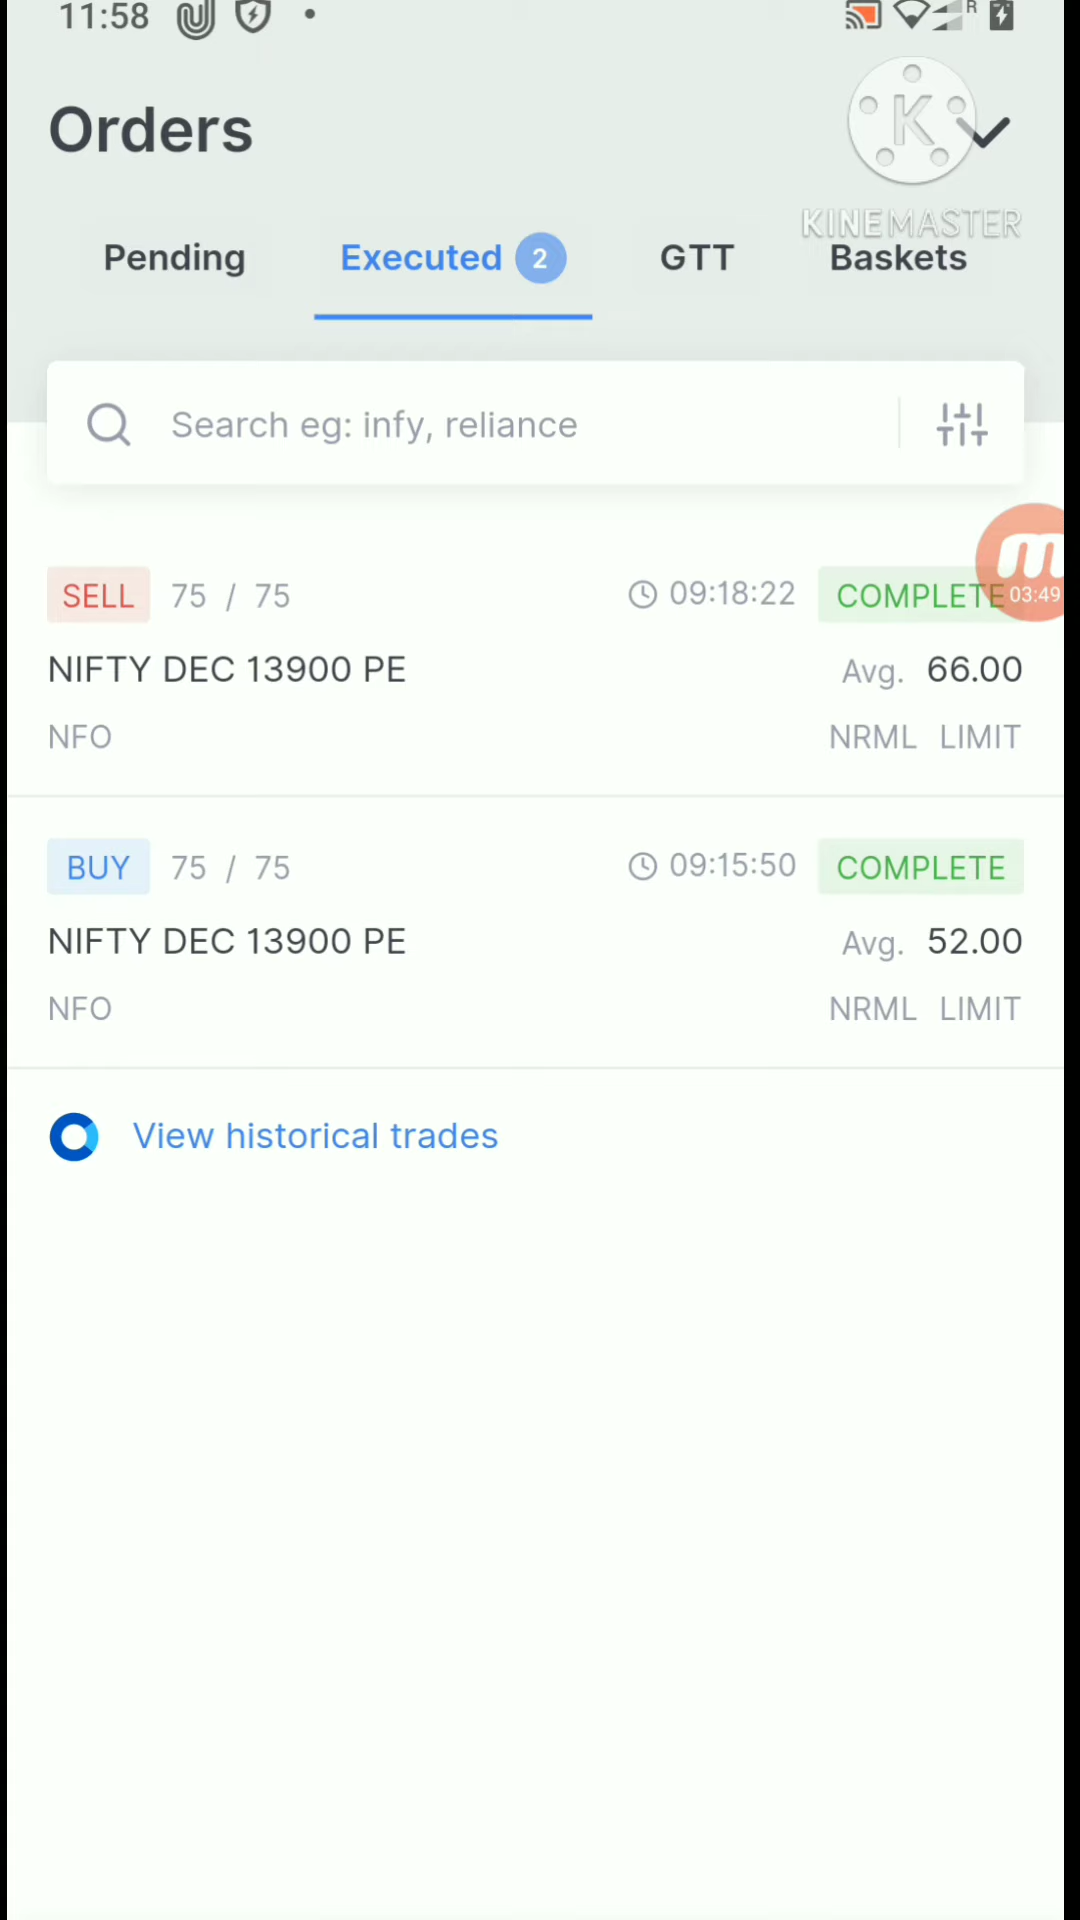 11:58
R
Orders
K
KINEMASTER
Pending Executed 2 GTT Baskets
Search eg: infy, reliance
SELL 75 / 75 09:18:22 COMPLETE
03:49
NIFTY DEC 13900 PE Avg. 66.00
NFO NRML LIMIT
BUY 75 / 75 09:15:50 COMPLETE
NIFTY DEC 13900 PE Avg. 52.00
NFO NRML LIMIT
View historical trades